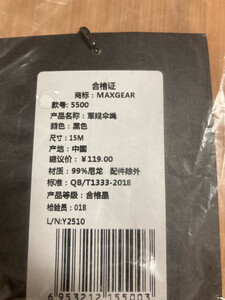 合格证
商标：MAXGEAR
款号：5500
产品名称：军规伞绳
颜色：黑色
尺寸：15M
产地：中国
建议价：￥119.00
材质：99%尼龙 配件除外
标准：QB/T1333-2018
产品等级：合格品
检验员：018
L/N:Y2510
6 953212 155003